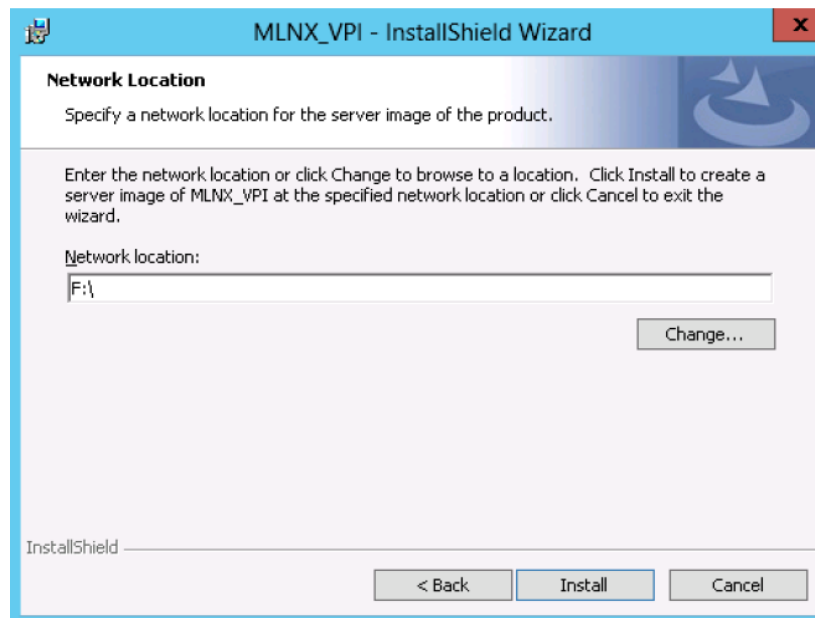 MLNX_VPI - InstallShield Wizard
x
Network Location
Specify a network location for the server image of the product.
Enter the network location or click Change to browse to a location. Click Install to create a
server image of MLNX_VPI at the specified network location or click Cancel to exit the
wizard.
Network location:
F:\
Change...
InstallShield
< Back
Install
Cancel